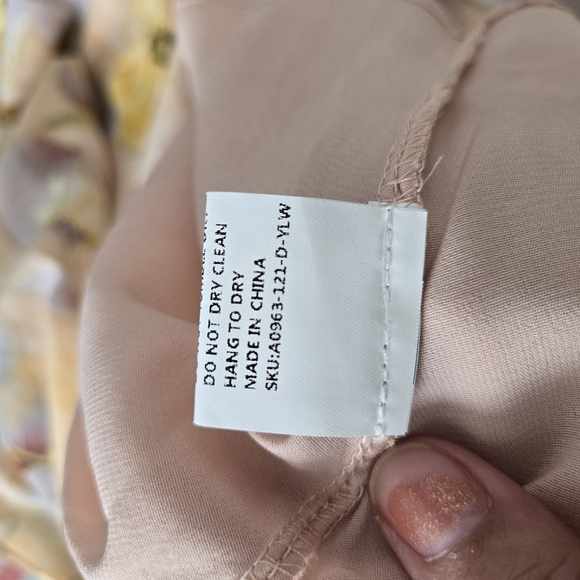 DO NOT DRY CLEAN
HANG TO DRY
MADE IN CHINA
SKU:A0963-121-D-YLW